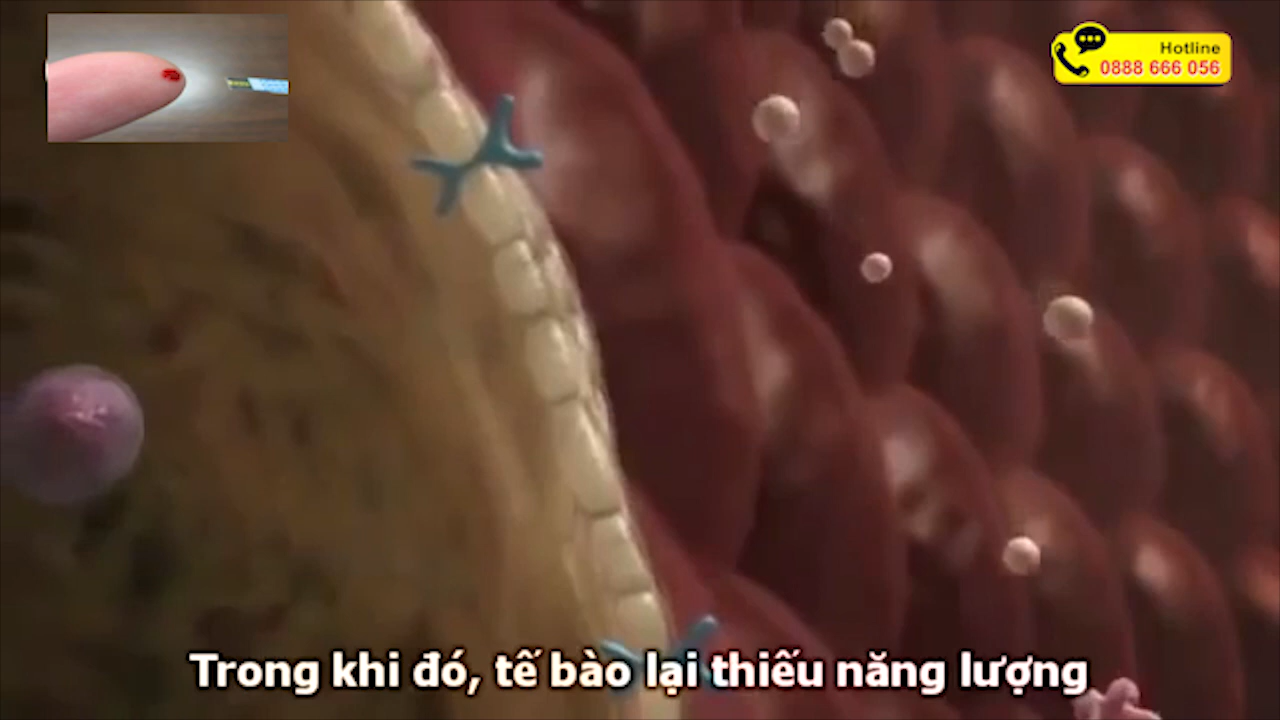 Hotline
0888 666 056
Trong khi đó, tế bào lại thiếu năng lượng